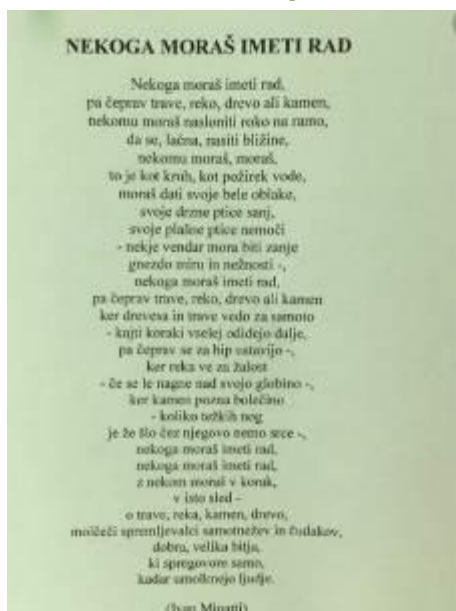 NEKOGA MORAŠ IMETI RAD
Nekoga moraš imeti rad,
pa čeprav trave, reko, drevo ali kamen,
nekomu moraš nasloniti roko na ramo,
da se, lačna, nasiti bližine,
nekomu moraš, moraš,
to je kot kruh, kot požirek vode,
moraš dati svoje bele oblake,
svoje drzne ptice sanj,
svoje plašne ptice nemoči
- nekje vendar mora biti zanje
gnezdo miru in nežnosti -,
nekoga moraš imeti rad,
pa čeprav trave, reko, drevo ali kamen
ker drevesa in trave vedo za samoto
- kajti koraki vselej odidejo dalje,
pa čeprav se za hip ustavijo -,
ker reka ve za žalost
- če se le nagne nad svojo globino -,
ker kamen pozna bolečino
- koliko težkih nog
je že šlo čez njegovo nemo srce -,
nekoga moraš imeti rad,
nekoga moraš imeti rad,
z nekom moraš v korak,
v isto sled -
o trave, reka, kamen, drevo,
molčeči spremljevalci samotnežev in čudakov,
dobra, velika bitja,
ki spregovore samo,
kadar umolknejo ljudje.
(Ivan Minatti)